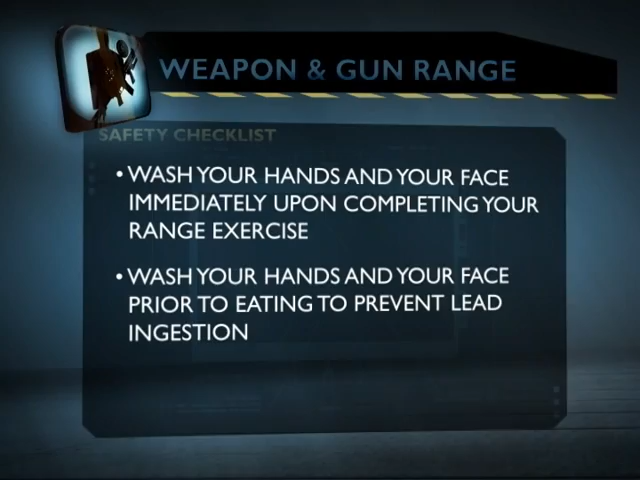 WEAPON & GUN RANGE
SAFETY CHECKLIST
• WASH YOUR HANDS AND YOUR FACE
IMMEDIATELY UPON COMPLETING YOUR
RANGE EXERCISE
• WASH YOUR HANDS AND YOUR FACE
PRIOR TO EATING TO PREVENT LEAD
INGESTION